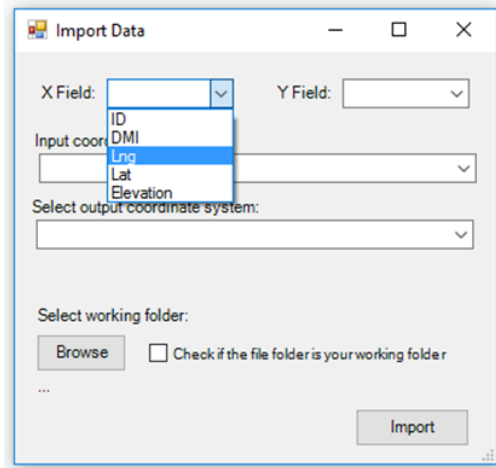 Import Data
X Field:
Y Field:
ID
DMI
Lng
Lat
Elevation
Input coord
Select output coordinate system:
Select working folder:
Browse
Check if the file folder is your working folder
...
Import